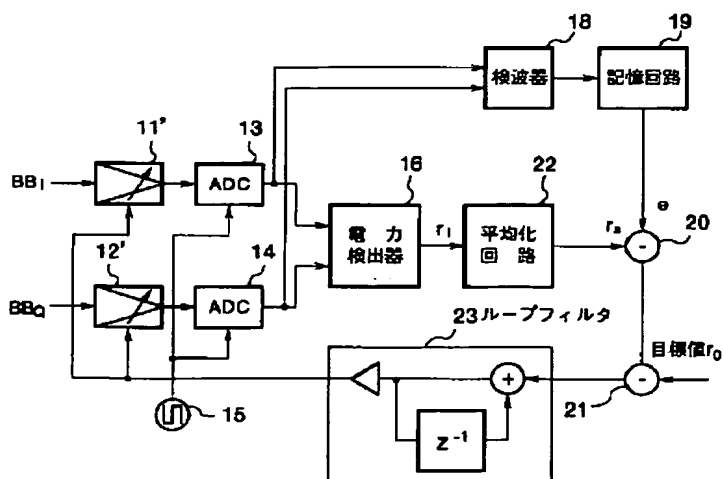 18
19
検波器
記憶回路
11'
13
BBI
ADC
16
22
e
電力
検出器
r1
平均化
回路
ra
-
20
12'
14
BBQ
ADC
23 ループフィルタ
目標値r0
+
-
21
Z-1
15